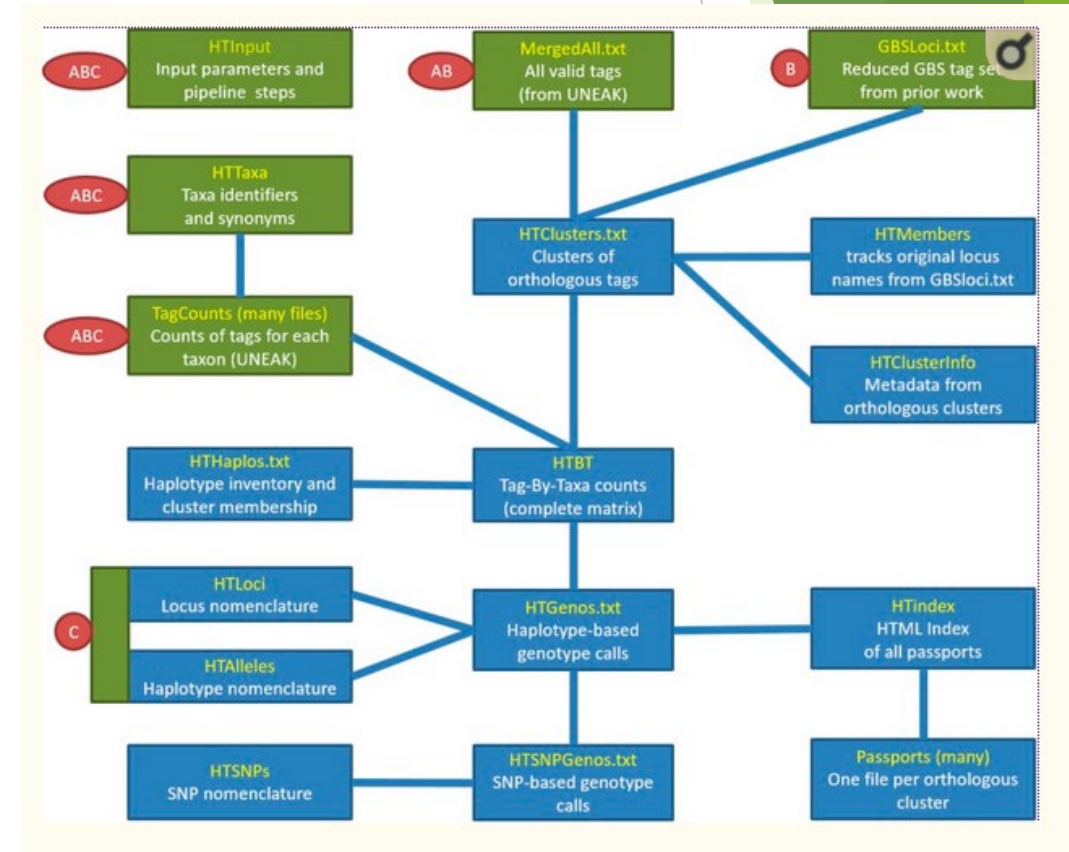 ABC
HTInput
Input parameters and
pipeline steps
AB
MergedAll.txt
All valid tags
(from UNEAK)
B
GBSLoci.txt
Reduced GBS tag
from prior work
ABC
HTTaxa
Taxa identifiers
and synonyms
HTClusters.txt
Clusters of
orthologous tags
HTMembers
tracks original locus
names from GBSloci.txt
ABC
TagCounts (many files)
Counts of tags for each
taxon (UNEAK)
HTClusterInfo
Metadata from
orthologous clusters
HTHaplos.txt
Haplotype inventory and
cluster membership
HTBT
Tag-By-Taxa counts
(complete matrix)
C
HTLoci
Locus nomenclature
HTAlleles
Haplotype nomenclature
HTGenos.txt
Haplotype-based
genotype calls
HTindex
HTML Index
of all passports
HTSNPs
SNP nomenclature
HTSNPGenos.txt
SNP-based genotype
calls
Passports (many)
One file per orthologous
cluster